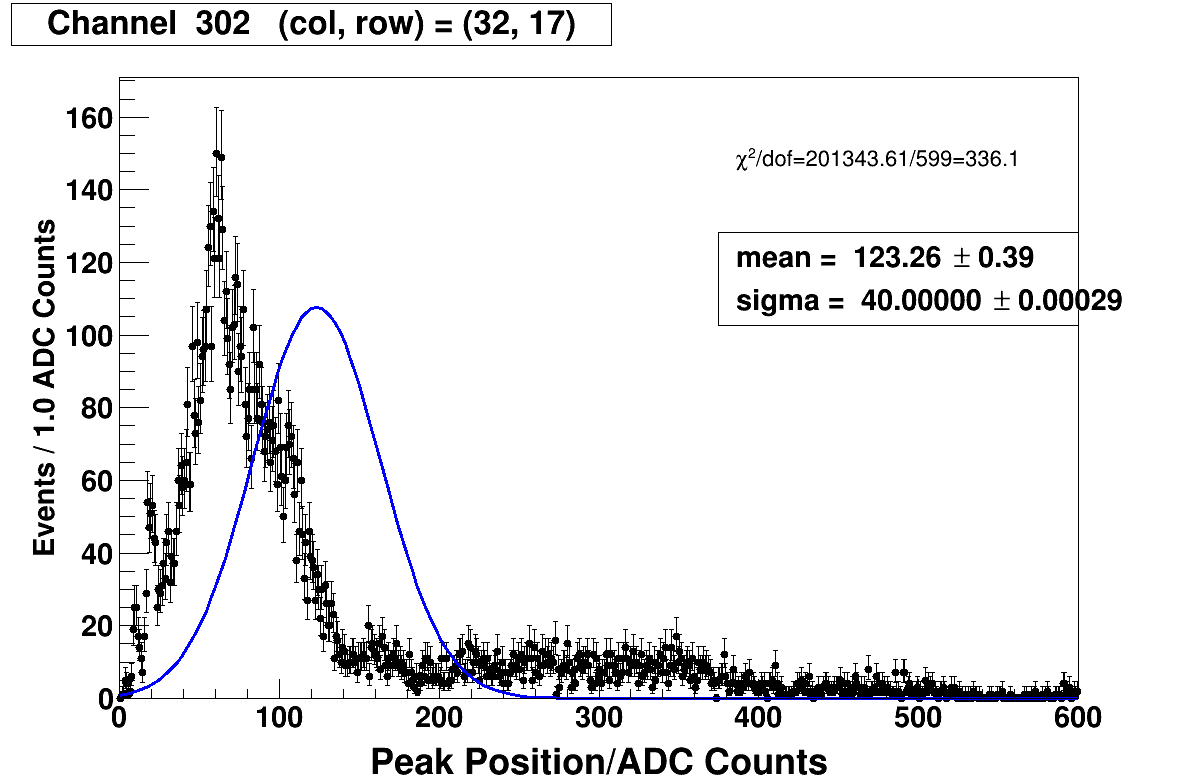 Channel 302 (col, row) = (32, 17)
χ²/dof=201343.61/599=336.1
mean = 123.26 ± 0.39
sigma = 40.00000 ± 0.00029
Events / 1.0 ADC Counts
160
140
120
100
80
60
40
20
0
0 100 200 300 400 500 600
Peak Position/ADC Counts